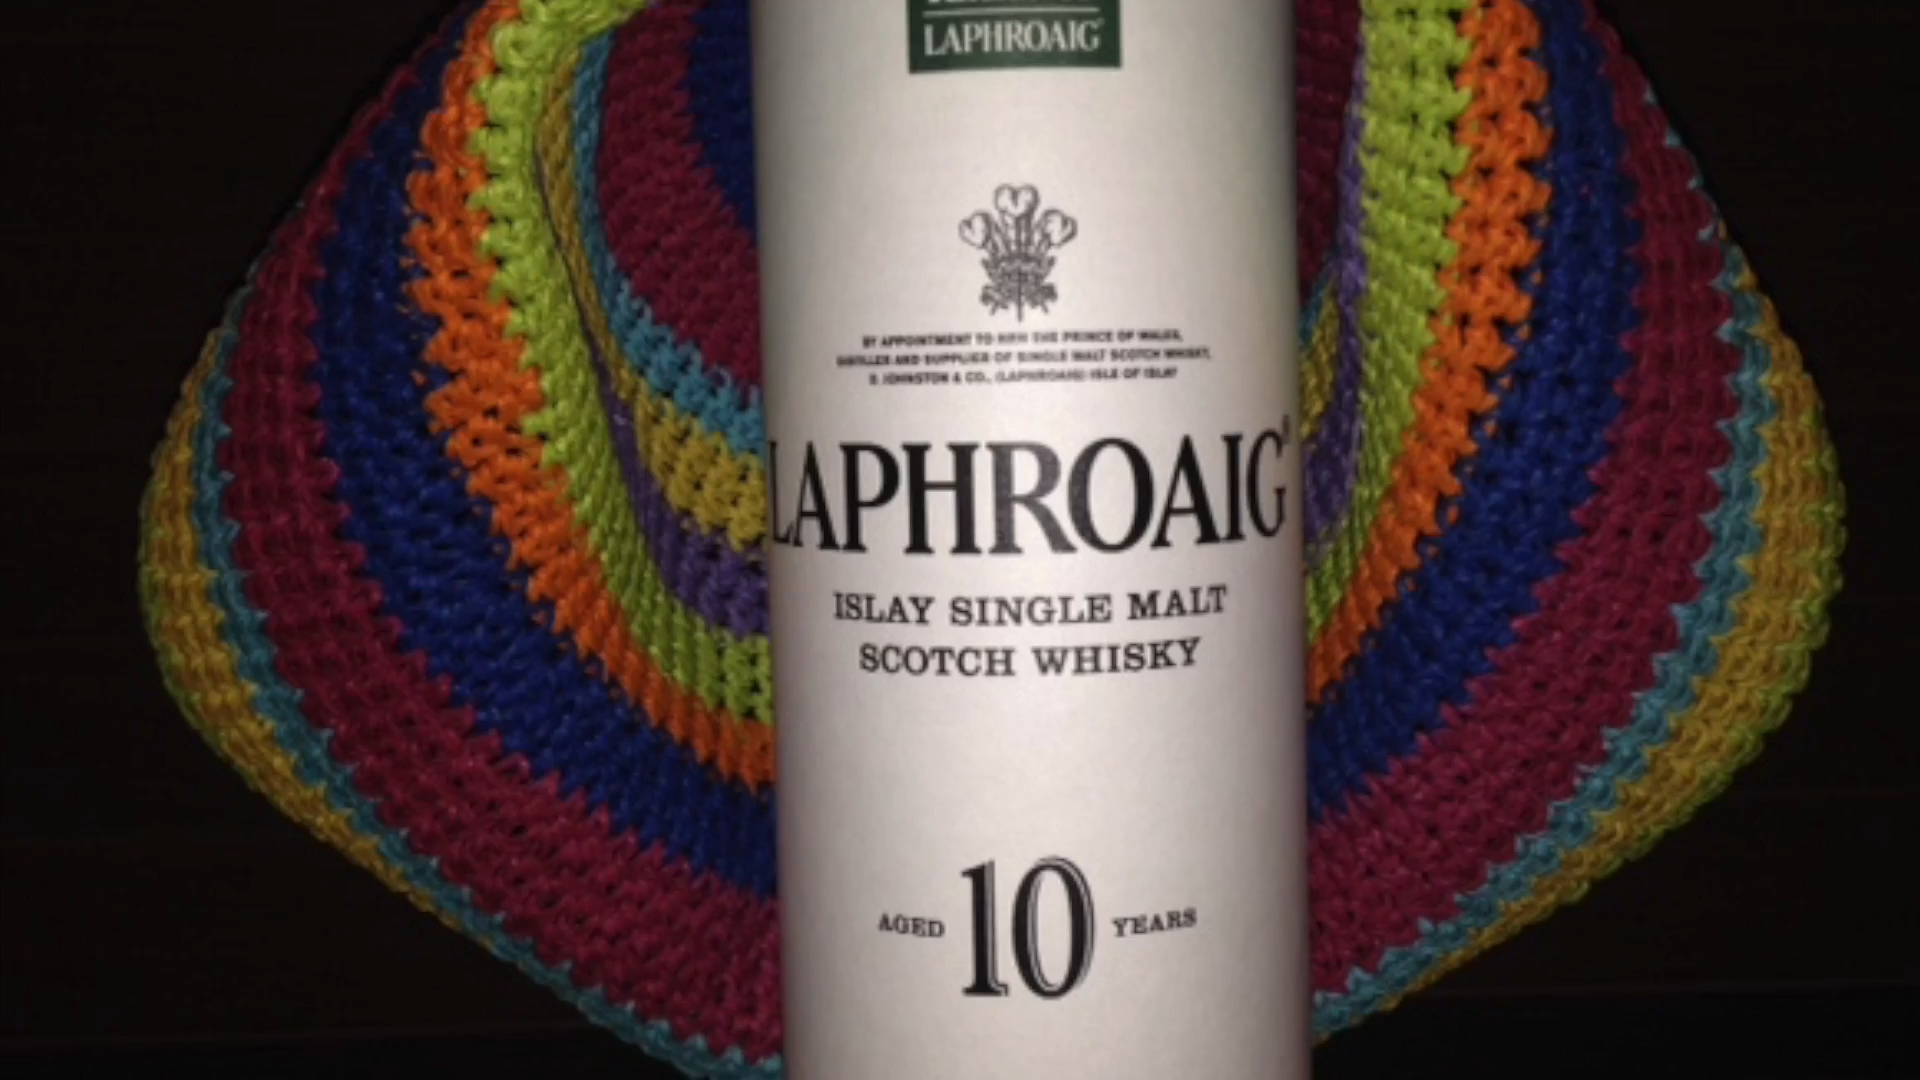 LAPHROAIG
BY APPOINTMENT TO HRH THE PRINCE OF WALES,
DISTILLER AND SUPPLIER OF SINGLE MALT SCOTCH WHISKY,
D. JOHNSTON & CO., (LAPHROAIG) ISLE OF ISLAY
LAPHROAIG®
ISLAY SINGLE MALT
SCOTCH WHISKY
AGED 10 YEARS